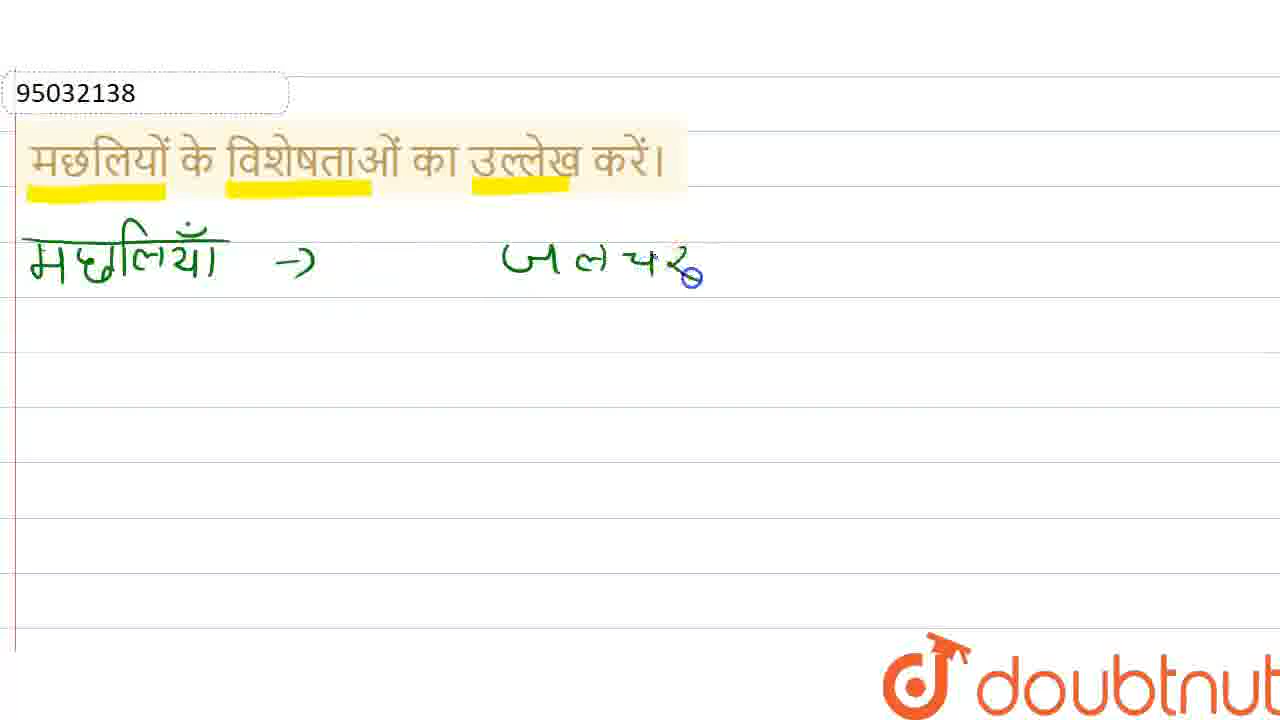 95032138
मछलियों के विशेषताओं का उल्लेख करें।
मछलियाँ → जलचर
doubtnut